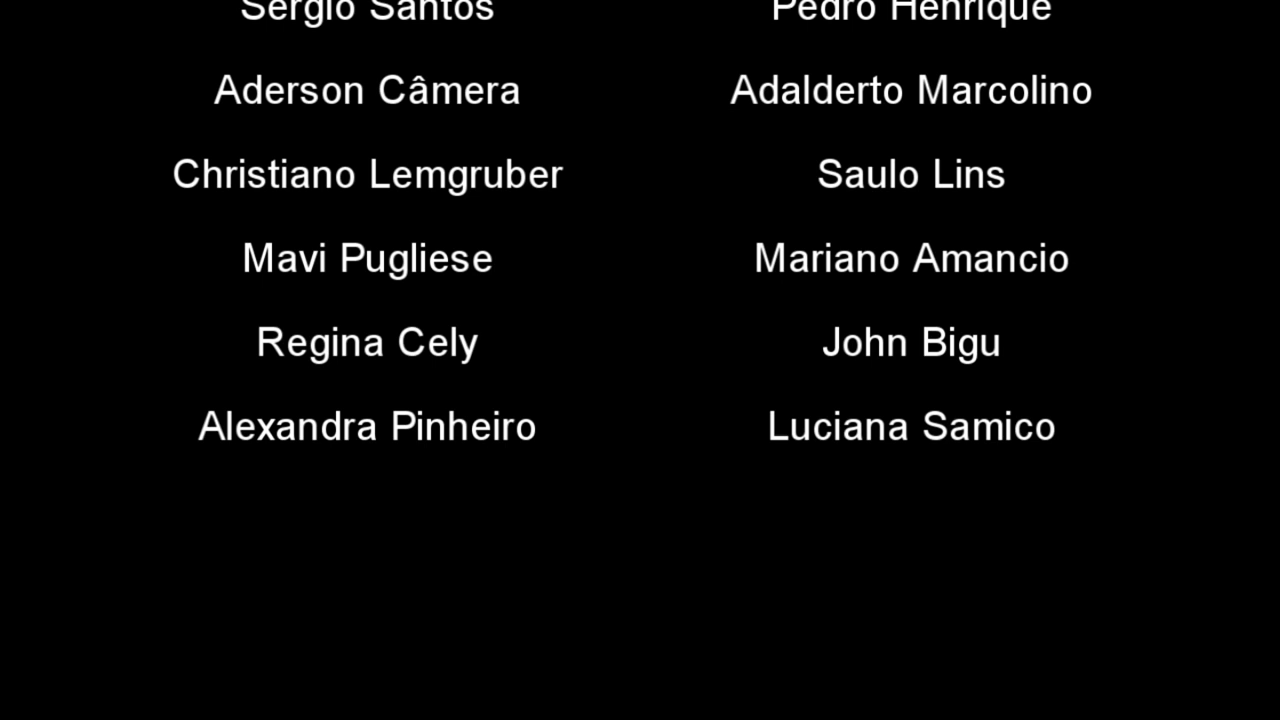 Sergio Santos
Pedro Henrique
Aderson Câmera
Adalderto Marcolino
Christiano Lemgruber
Saulo Lins
Mavi Pugliese
Mariano Amancio
Regina Cely
John Bigu
Alexandra Pinheiro
Luciana Samico